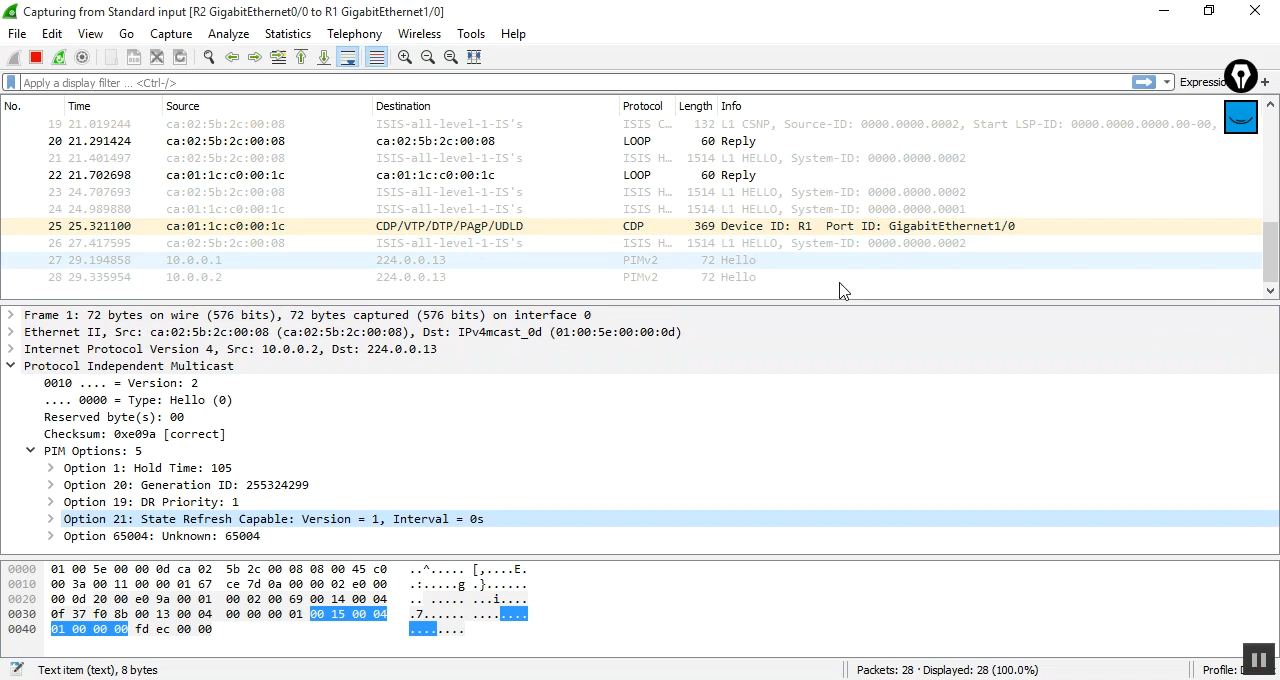 Capturing from Standard input [R2 GigabitEthernet0/0 to R1 GigabitEthernet1/0]
File Edit View Go Capture Analyze Statistics Telephony Wireless Tools Help
Apply a display filter ... <Ctrl-/> Expressio +
No. Time Source Destination Protocol Length Info
19 21.019244 ca:02:5b:2c:00:08 ISIS-all-level-1-IS's ISIS C… 132 L1 CSNP, Source-ID: 0000.0000.0002, Start LSP-ID: 0000.0000.0000.00-00,
20 21.291424 ca:02:5b:2c:00:08 ca:02:5b:2c:00:08 LOOP 60 Reply
21 21.401497 ca:02:5b:2c:00:08 ISIS-all-level-1-IS's ISIS H… 1514 L1 HELLO, System-ID: 0000.0000.0002
22 21.702698 ca:01:1c:c0:00:1c ca:01:1c:c0:00:1c LOOP 60 Reply
23 24.707693 ca:02:5b:2c:00:08 ISIS-all-level-1-IS's ISIS H… 1514 L1 HELLO, System-ID: 0000.0000.0002
24 24.989880 ca:01:1c:c0:00:1c ISIS-all-level-1-IS's ISIS H… 1514 L1 HELLO, System-ID: 0000.0000.0001
25 25.321100 ca:01:1c:c0:00:1c CDP/VTP/DTP/PAgP/UDLD CDP 369 Device ID: R1 Port ID: GigabitEthernet1/0
26 27.417595 ca:02:5b:2c:00:08 ISIS-all-level-1-IS's ISIS H… 1514 L1 HELLO, System-ID: 0000.0000.0002
27 29.194858 10.0.0.1 224.0.0.13 PIMv2 72 Hello
28 29.335954 10.0.0.2 224.0.0.13 PIMv2 72 Hello
Frame 1: 72 bytes on wire (576 bits), 72 bytes captured (576 bits) on interface 0
Ethernet II, Src: ca:02:5b:2c:00:08 (ca:02:5b:2c:00:08), Dst: IPv4mcast_0d (01:00:5e:00:00:0d)
Internet Protocol Version 4, Src: 10.0.0.2, Dst: 224.0.0.13
Protocol Independent Multicast
0010 .... = Version: 2
.... 0000 = Type: Hello (0)
Reserved byte(s): 00
Checksum: 0xe09a [correct]
PIM Options: 5
Option 1: Hold Time: 105
Option 20: Generation ID: 255324299
Option 19: DR Priority: 1
Option 21: State Refresh Capable: Version = 1, Interval = 0s
Option 65004: Unknown: 65004
0000 01 00 5e 00 00 0d ca 02 5b 2c 00 08 08 00 45 c0 ..^..... [,....E.
0010 00 3a 00 11 00 00 01 67 ce 7d 0a 00 00 02 e0 00 .:.....g .}......
0020 00 0d 20 00 e0 9a 00 01 00 02 00 69 00 14 00 04 .. ..... ...i....
0030 0f 37 f0 8b 00 13 00 04 00 00 00 01 00 15 00 04 .7...... ........
0040 01 00 00 00 fd ec 00 00 ........
Text item (text), 8 bytes Packets: 28 · Displayed: 28 (100.0%) Profile: